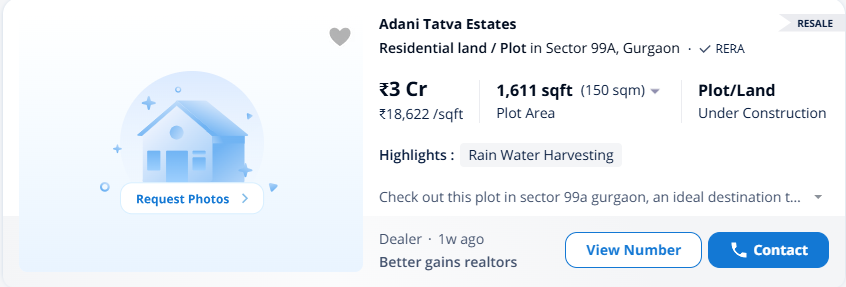 Adani Tatva Estates
RESALE
Residential land / Plot in Sector 99A, Gurgaon · ✓ RERA
₹3 Cr
₹18,622 /sqft
1,611 sqft (150 sqm)
Plot Area
Plot/Land
Under Construction
Highlights : Rain Water Harvesting
Request Photos
Check out this plot in sector 99a gurgaon, an ideal destination t...
Dealer · 1w ago
Better gains realtors
View Number
Contact